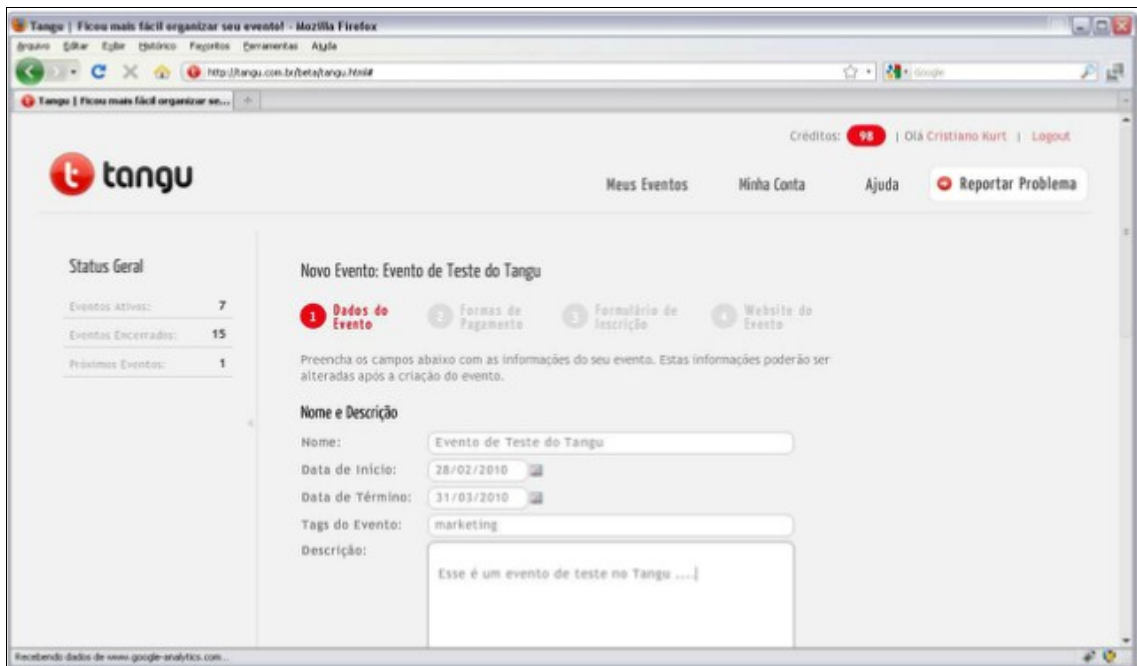 Tangu | Ficou mais fácil organizar seu evento! - Mozilla Firefox
Arquivo Editar Exibir Histórico Favoritos Ferramentas Ajuda
http://tangu.com.br/beta/tangu.html#
Google
Tangu | Ficou mais fácil organizar se...
Créditos: 98 | Olá Cristiano Kurt | Logout
t tangu
Meus Eventos Minha Conta Ajuda Reportar Problema
Status Geral
Eventos Ativos: 7
Eventos Encerrados: 15
Próximos Eventos: 1
Novo Evento: Evento de Teste do Tangu
1 Dados do Evento
2 Formas de Pagamento
3 Formulário de Inscrição
4 Website do Evento
Preencha os campos abaixo com as informações do seu evento. Estas informações poderão ser
alteradas após a criação do evento.
Nome e Descrição
Nome: Evento de Teste do Tangu
Data de Início: 28/02/2010
Data de Término: 31/03/2010
Tags do Evento: marketing
Descrição:
Esse é um evento de teste no Tangu ....
Recebendo dados de www.google-analytics.com...